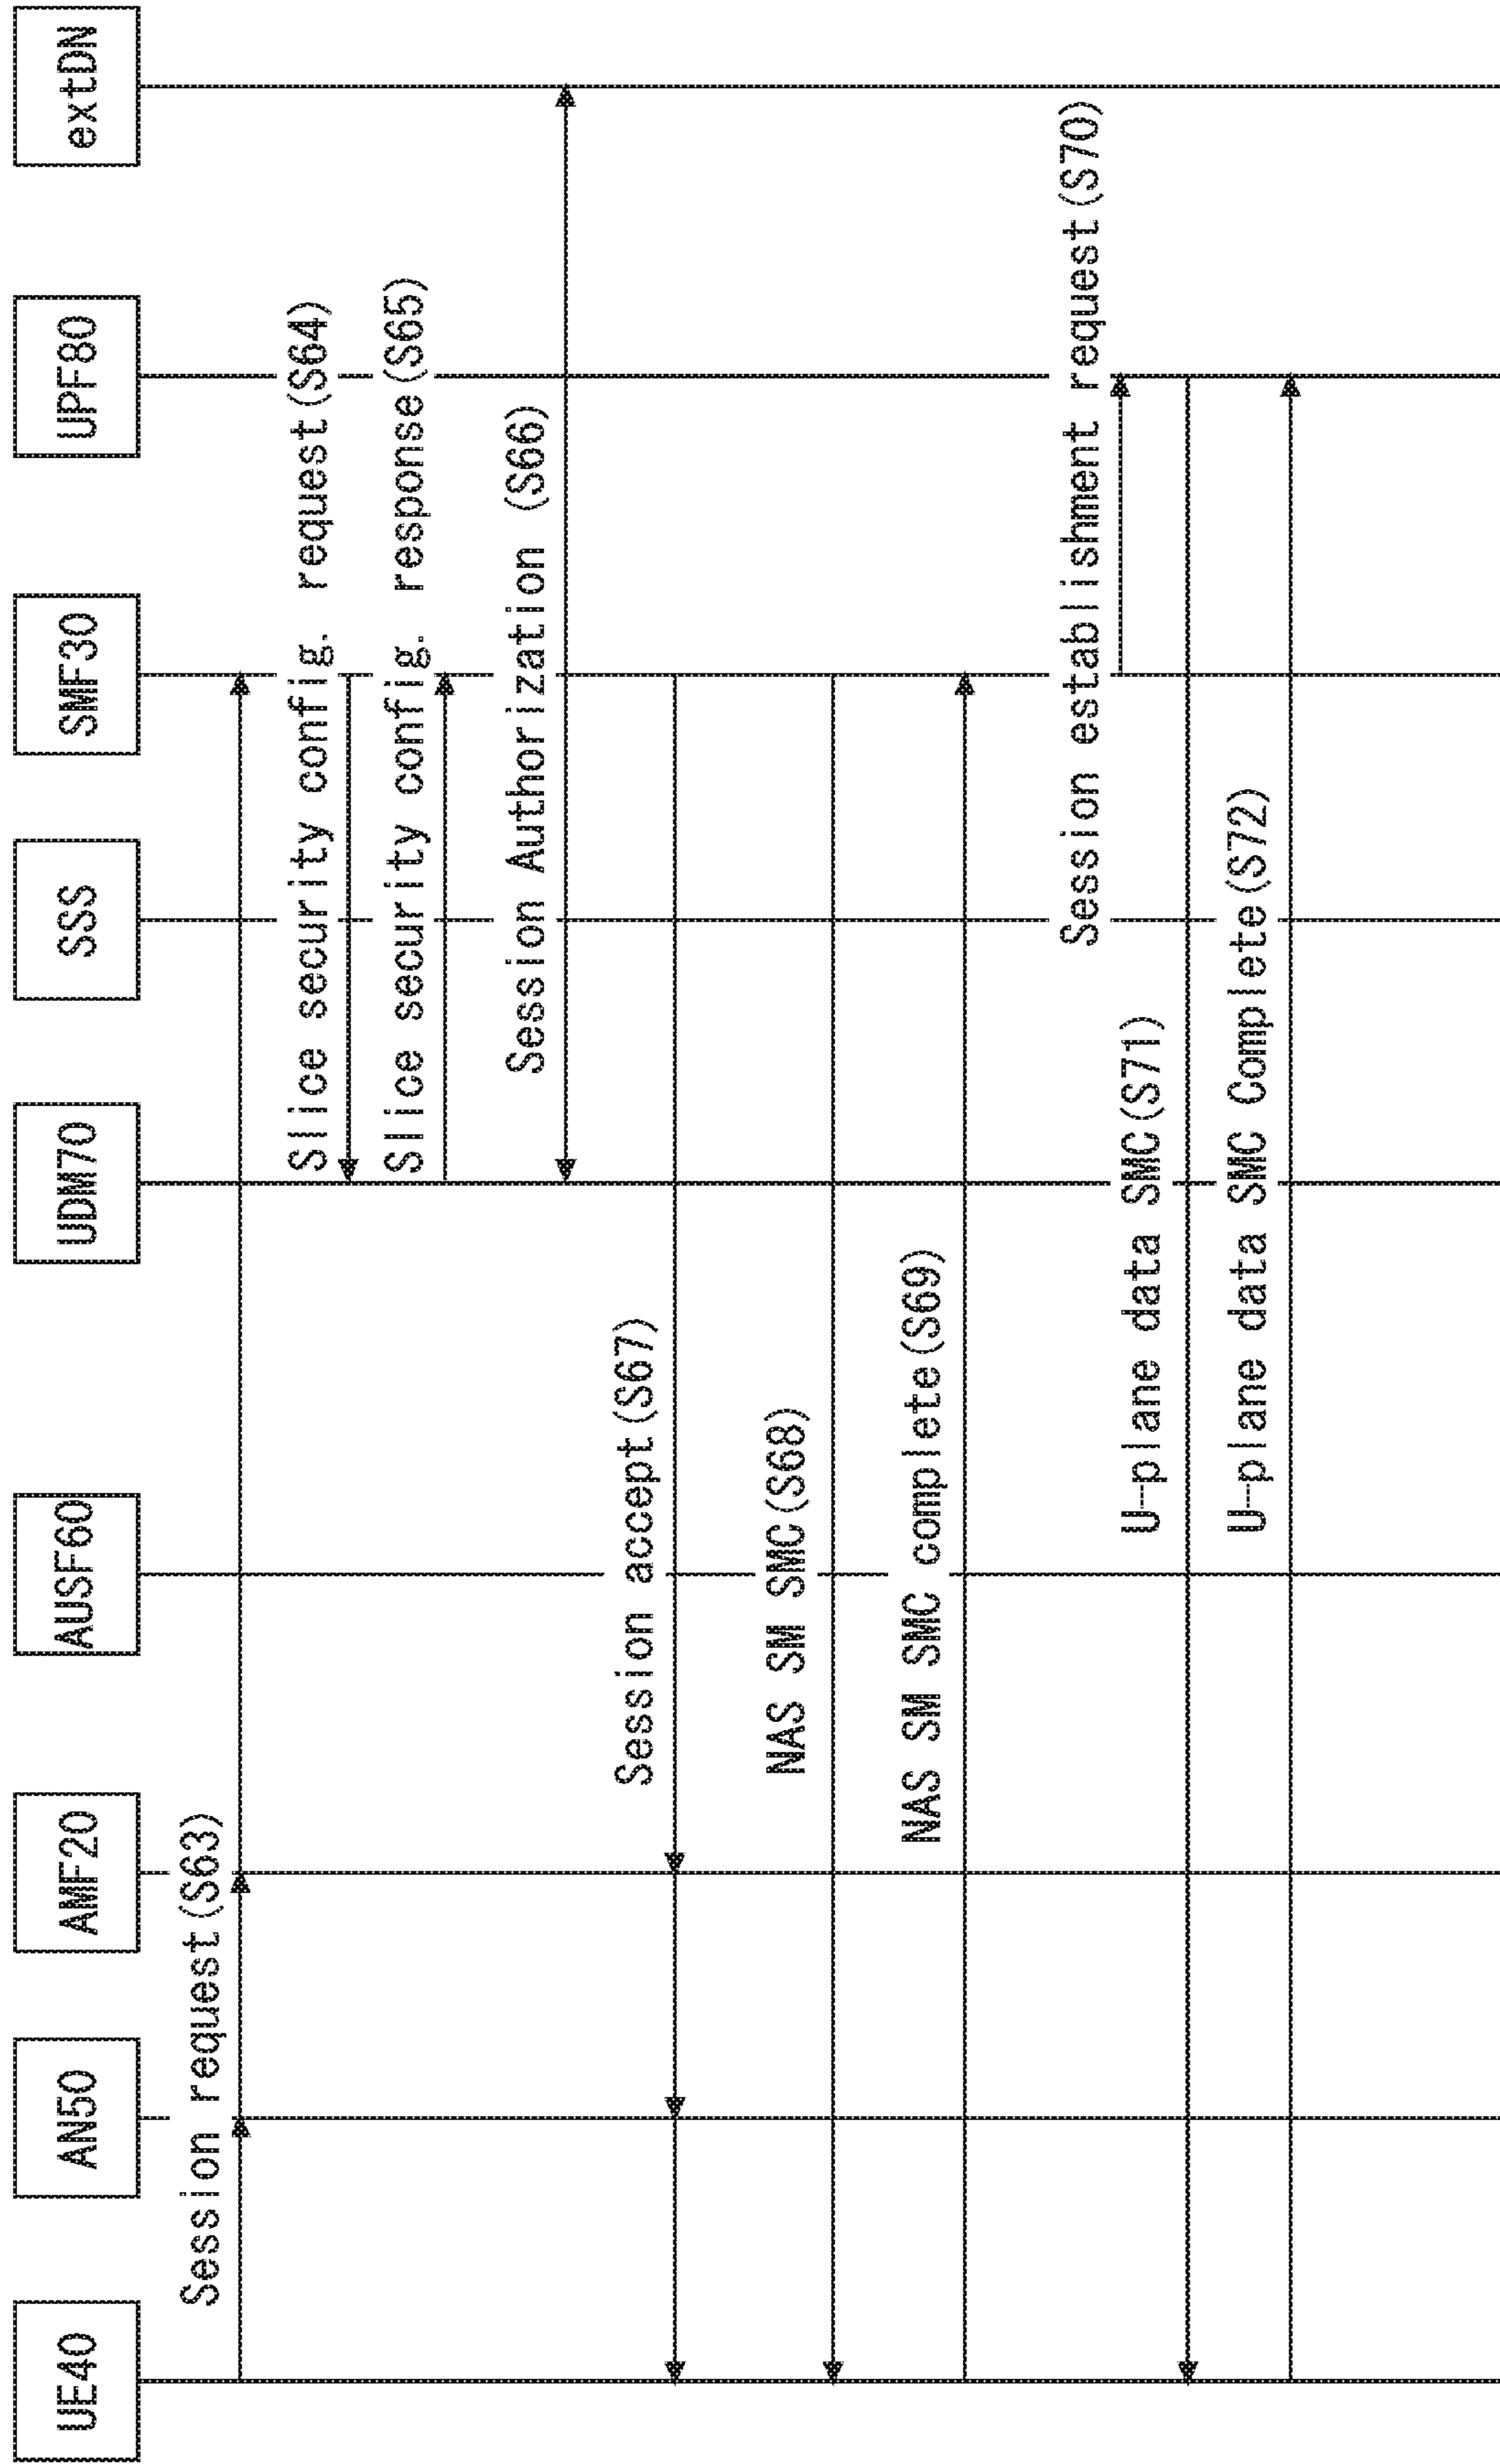 UE40
AN50
AMF20
AUSF60
UDM70
SSS
SMF30
UPF80
extDN
Session request(S63)
Slice security config. request(S64)
Slice security config. response(S65)
Session Authorization (S66)
Session accept(S67)
NAS SM SMC(S68)
NAS SM SMC complete(S69)
Session establishment request(S70)
U-plane data SMC(S71)
U-plane data SMC Complete(S72)